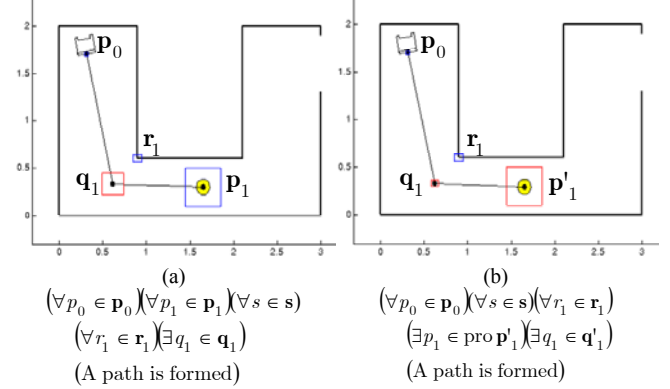 2
1.5
1
0.5
0
0 0.5 1 1.5 2 2.5 3
p₀
r₁
q₁
p₁
(a)
(∀p₀ ∈ p₀)(∀p₁ ∈ p₁)(∀s ∈ s)
(∀r₁ ∈ r₁)(∃q₁ ∈ q₁)
(A path is formed)
2
1.5
1
0.5
0
0 0.5 1 1.5 2 2.5 3
p₀
r₁
q₁
p'₁
(b)
(∀p₀ ∈ p₀)(∀s ∈ s)(∀r₁ ∈ r₁)
(∃p₁ ∈ pro p'₁)(∃q₁ ∈ q'₁)
(A path is formed)